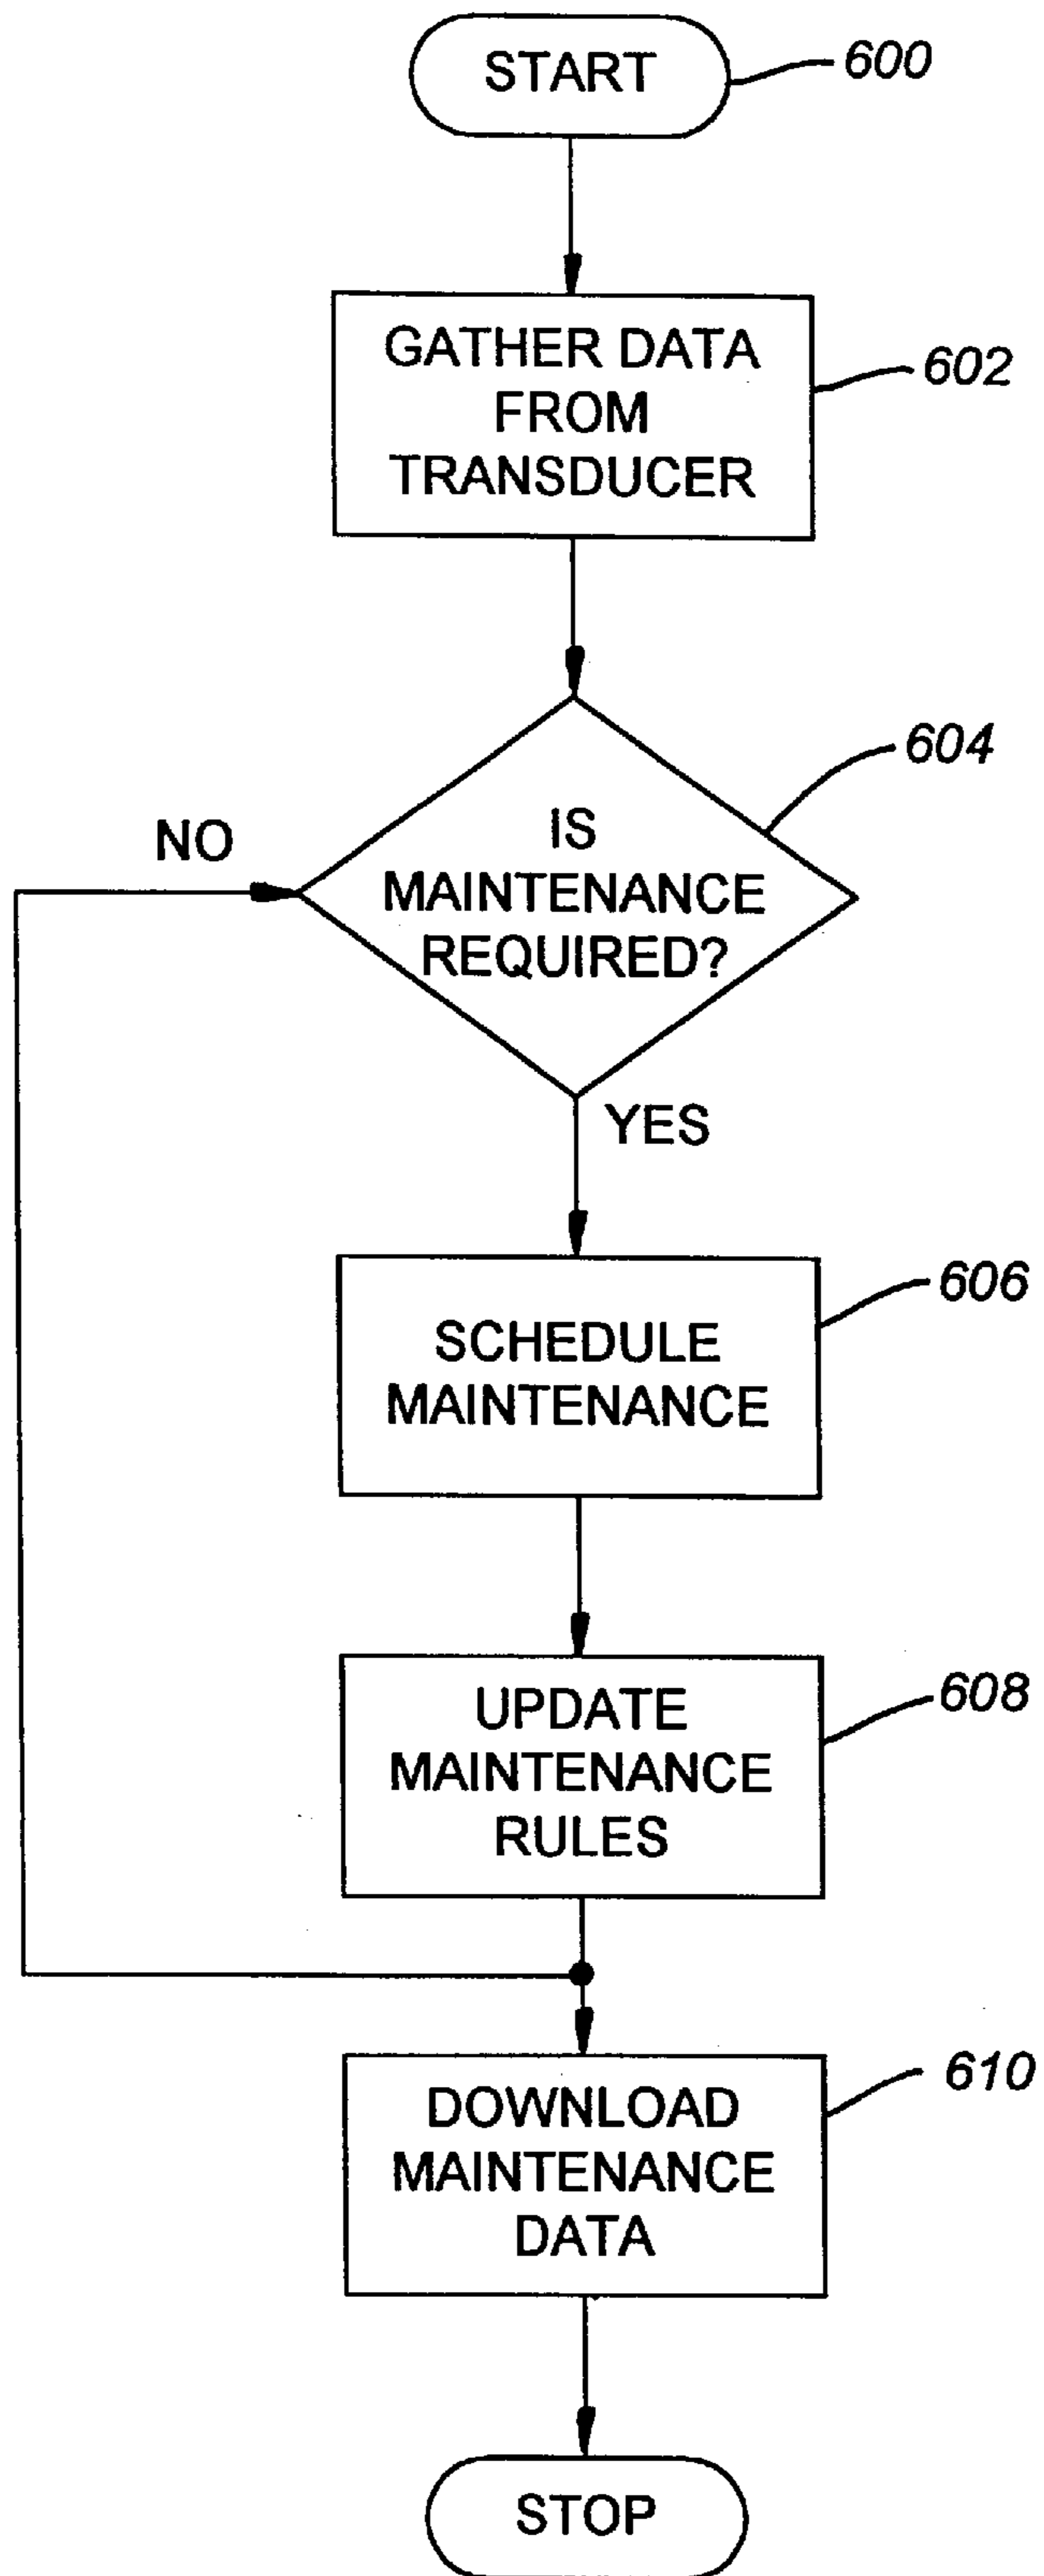 START
600
GATHER DATA
FROM
TRANSDUCER
602
604
NO
IS
MAINTENANCE
REQUIRED?
YES
606
SCHEDULE
MAINTENANCE
608
UPDATE
MAINTENANCE
RULES
610
DOWNLOAD
MAINTENANCE
DATA
STOP